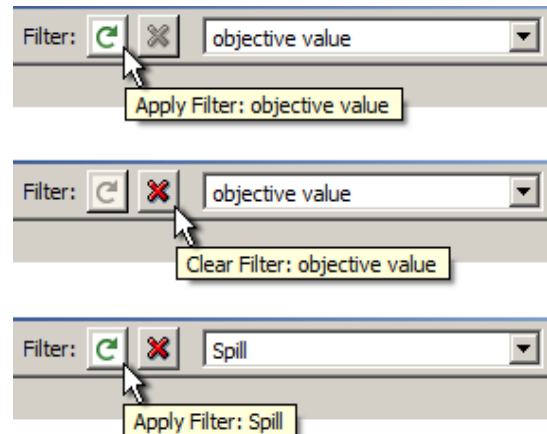 Filter: objective value
Apply Filter: objective value
Filter: objective value
Clear Filter: objective value
Filter: Spill
Apply Filter: Spill